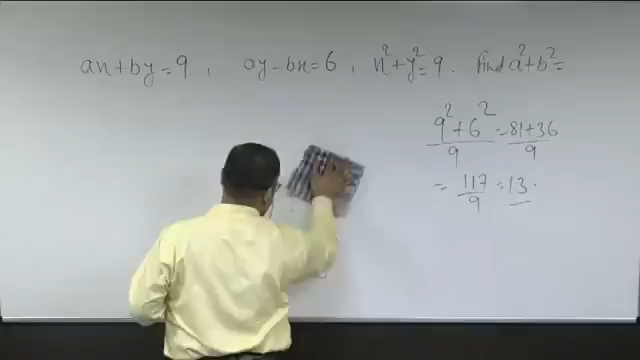 ax+by=9, ay-bx=6, x²+y²=9. find a²+b²=
9²+6²/9 = 81+36/9
= 117/9 = 13.